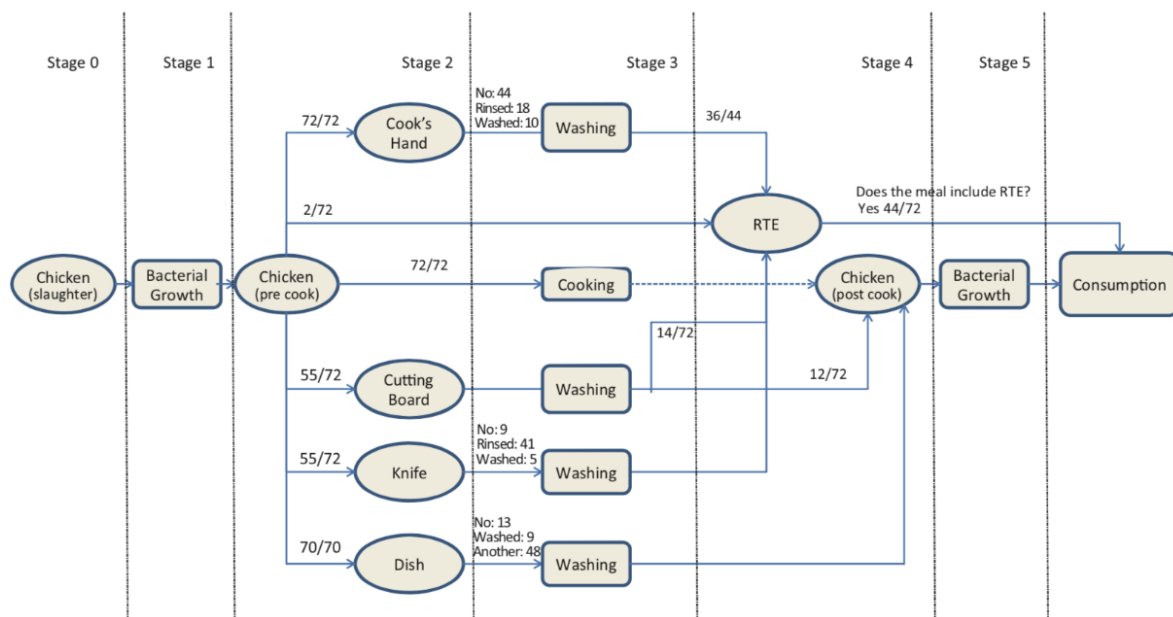 Stage 0
Stage 1
Stage 2
Stage 3
Stage 4
Stage 5
72/72
Cook's
Hand
No: 44
Rinsed: 18
Washed: 10
Washing
36/44
2/72
RTE
Does the meal include RTE?
Yes 44/72
Chicken
(slaughter)
Bacterial
Growth
Chicken
(pre cook)
72/72
Cooking
Chicken
(post cook)
Bacterial
Growth
Consumption
14/72
55/72
Cutting
Board
Washing
12/72
55/72
Knife
No: 9
Rinsed: 41
Washed: 5
Washing
70/70
Dish
No: 13
Washed: 9
Another: 48
Washing